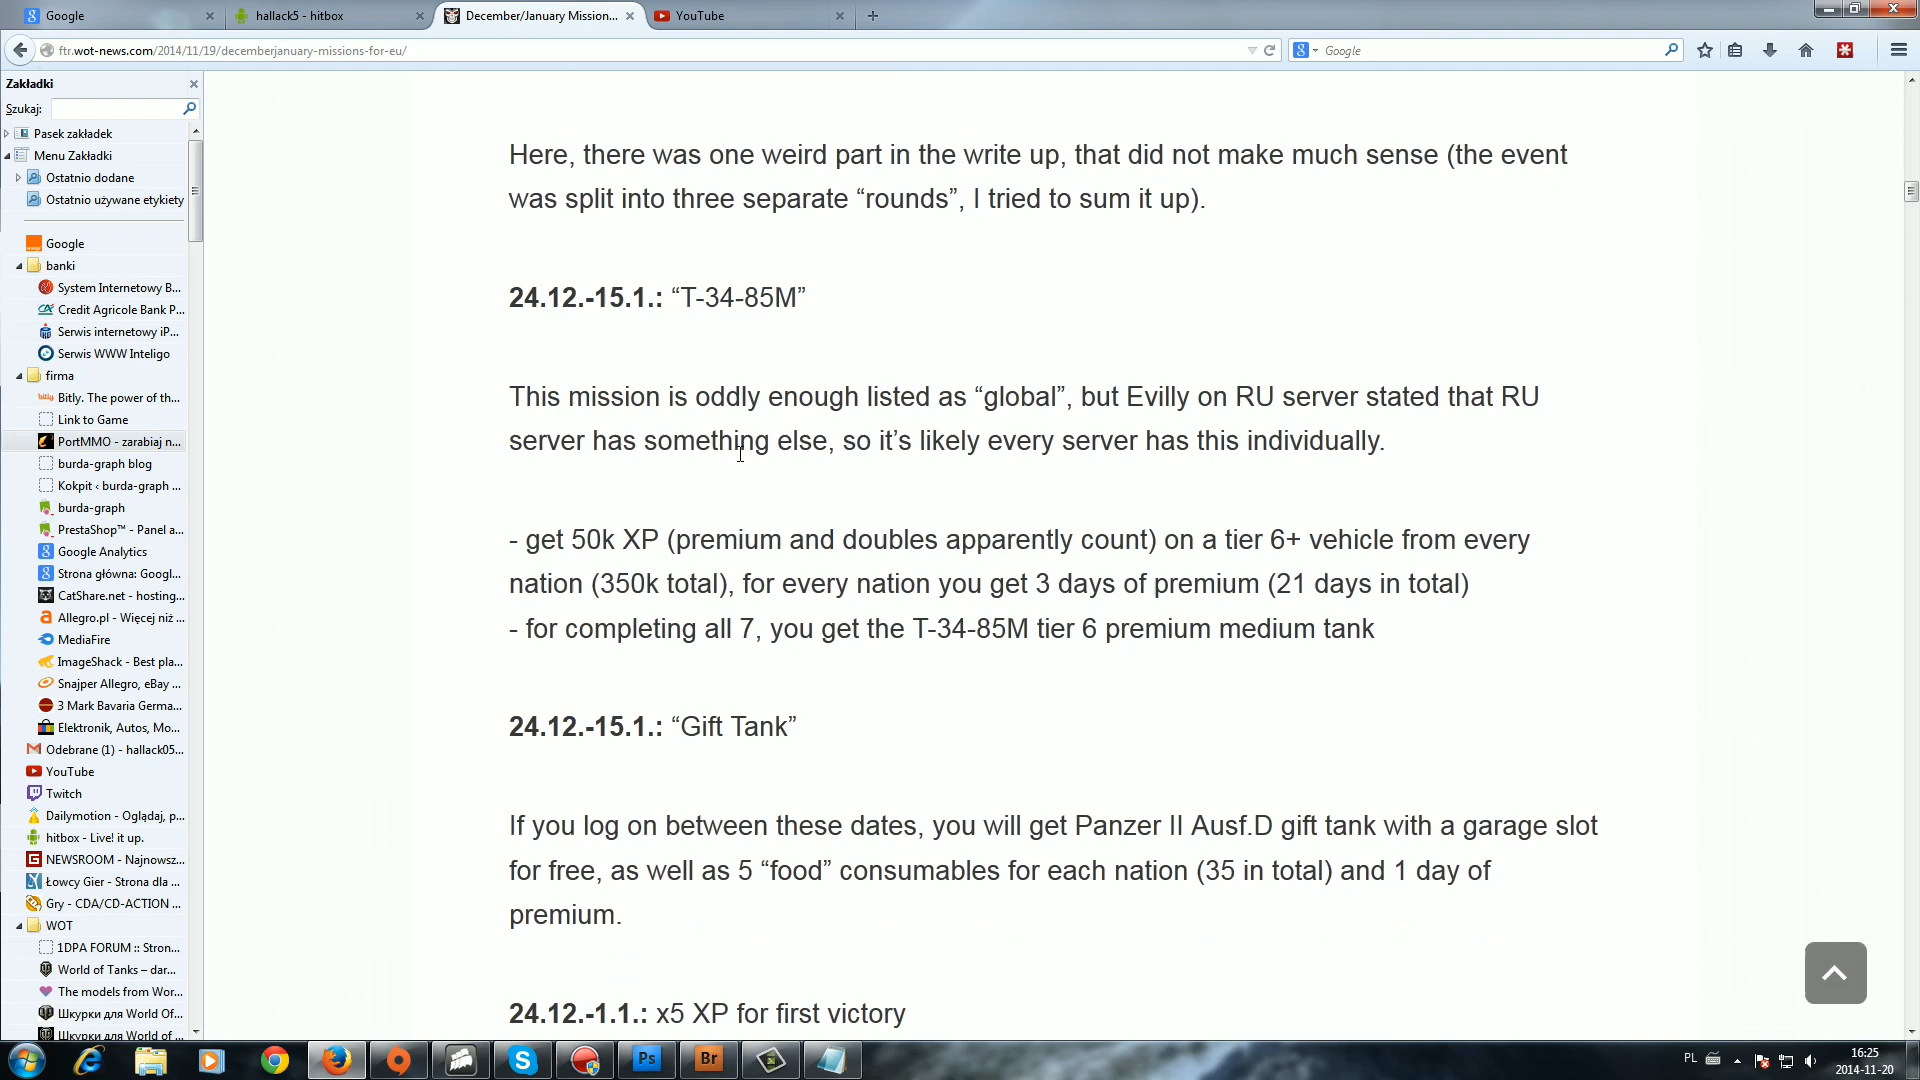 Google
hallack5 - hitbox
December/January Mission...
YouTube
ftr.wot-news.com/2014/11/19/decemberjanuary-missions-for-eu/
Google
Zakładki
Szukaj:
Pasek zakładek
Menu Zakładki
Ostatnio dodane
Ostatnio używane etykiety
Google
banki
System Internetowy B...
Credit Agricole Bank P...
Serwis internetowy iP...
Serwis WWW Inteligo
firma
Bitly. The power of th...
Link to Game
PortMMO - zarabiaj n...
burda-graph blog
Kokpit ‹ burda-graph ...
burda-graph
PrestaShop™ - Panel a...
Google Analytics
Strona główna: Googl...
CatShare.net - hosting...
Allegro.pl - Więcej niż ...
MediaFire
ImageShack - Best pla...
Snajper Allegro, eBay ...
3 Mark Bavaria Germa...
Elektronik, Autos, Mo...
Odebrane (1) - hallack05...
YouTube
Twitch
Dailymotion - Oglądaj, p...
hitbox - Live! it up.
NEWSROOM - Najnowsz...
Łowcy Gier - Strona dla ...
Gry - CDA/CD-ACTION ...
WOT
1DPA FORUM :: Stron...
World of Tanks – dar...
The models from Wor...
Шкурки для World Of...
Шкурки для World of ...
Here, there was one weird part in the write up, that did not make much sense (the event
was split into three separate “rounds”, I tried to sum it up).
24.12.-15.1.: “T-34-85M”
This mission is oddly enough listed as “global”, but Evilly on RU server stated that RU
server has something else, so it’s likely every server has this individually.
- get 50k XP (premium and doubles apparently count) on a tier 6+ vehicle from every
nation (350k total), for every nation you get 3 days of premium (21 days in total)
- for completing all 7, you get the T-34-85M tier 6 premium medium tank
24.12.-15.1.: “Gift Tank”
If you log on between these dates, you will get Panzer II Ausf.D gift tank with a garage slot
for free, as well as 5 “food” consumables for each nation (35 in total) and 1 day of
premium.
24.12.-1.1.: x5 XP for first victory
Ps
Br
PL
16:25
2014-11-20